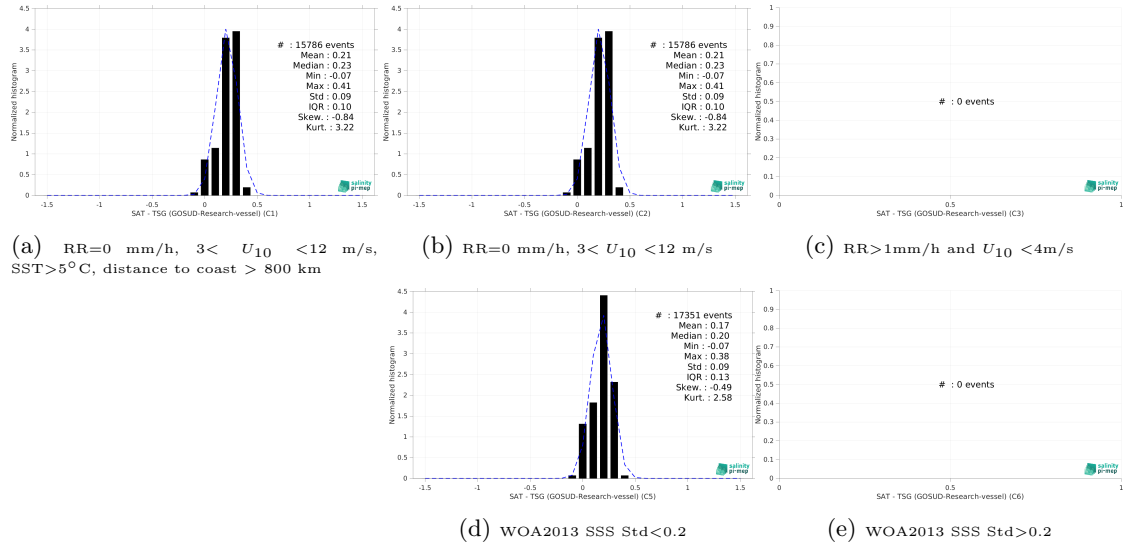 4.5
4
3.5
3
2.5
2
1.5
1
0.5
0
Normalized histogram
# : 15786 events
Mean : 0.21
Median : 0.23
Min : -0.07
Max : 0.41
Std : 0.09
IQR : 0.10
Skew. : -0.84
Kurt. : 3.22
salinity
pi-mep
-1.5 -1 -0.5 0 0.5 1 1.5
SAT - TSG (GOSUD-Research-vessel) (C1)
(a) RR=0 mm/h, 3< U10 <12 m/s,
SST>5°C, distance to coast > 800 km
4.5
4
3.5
3
2.5
2
1.5
1
0.5
0
Normalized histogram
# : 15786 events
Mean : 0.21
Median : 0.23
Min : -0.07
Max : 0.41
Std : 0.09
IQR : 0.10
Skew. : -0.84
Kurt. : 3.22
salinity
pi-mep
-1.5 -1 -0.5 0 0.5 1 1.5
SAT - TSG (GOSUD-Research-vessel) (C2)
(b) RR=0 mm/h, 3< U10 <12 m/s
1
0.9
0.8
0.7
0.6
0.5
0.4
0.3
0.2
0.1
0
Normalized histogram
# : 0 events
salinity
pi-mep
0 0.5 1
SAT - TSG (GOSUD-Research-vessel) (C3)
(c) RR>1mm/h and U10 <4m/s
4.5
4
3.5
3
2.5
2
1.5
1
0.5
0
Normalized histogram
# : 17351 events
Mean : 0.17
Median : 0.20
Min : -0.07
Max : 0.38
Std : 0.09
IQR : 0.13
Skew. : -0.49
Kurt. : 2.58
salinity
pi-mep
-1.5 -1 -0.5 0 0.5 1 1.5
SAT - TSG (GOSUD-Research-vessel) (C5)
(d) WOA2013 SSS Std<0.2
1
0.9
0.8
0.7
0.6
0.5
0.4
0.3
0.2
0.1
0
Normalized histogram
# : 0 events
salinity
pi-mep
0 0.5 1
SAT - TSG (GOSUD-Research-vessel) (C6)
(e) WOA2013 SSS Std>0.2